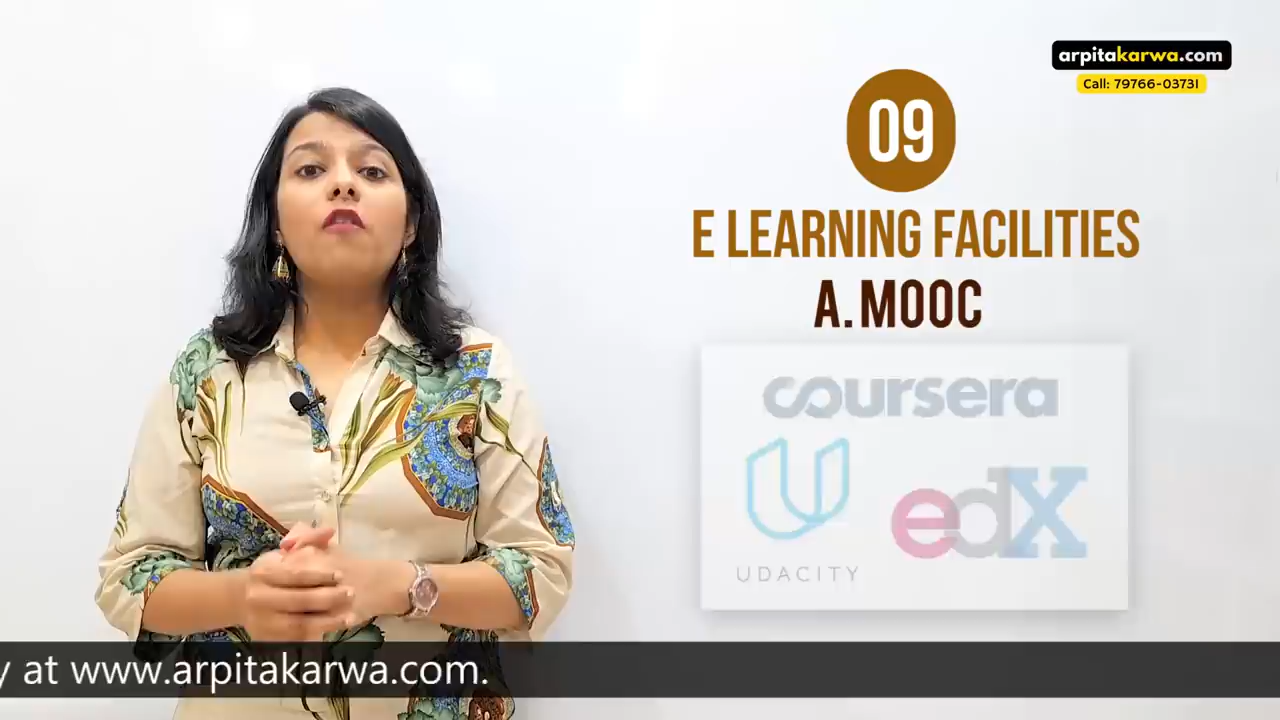 arpitakarwa.com
Call: 79766-03731
09
E LEARNING FACILITIES
A. MOOC
coursera
UDACITY
edX
y at www.arpitakarwa.com.